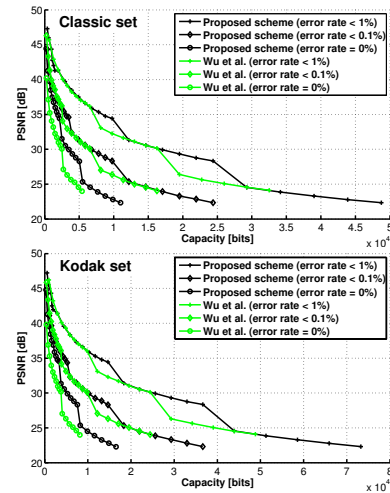 Classic set
Proposed scheme (error rate < 1%)
Proposed scheme (error rate < 0.1%)
Proposed scheme (error rate = 0%)
Wu et al. (error rate < 1%)
Wu et al. (error rate < 0.1%)
Wu et al. (error rate = 0%)
PSNR [dB]
50
45
40
35
30
25
20
0 0.5 1 1.5 2 2.5 3 3.5 4 4.5 5
Capacity [bits]
x 10⁴
Kodak set
Proposed scheme (error rate < 1%)
Proposed scheme (error rate < 0.1%)
Proposed scheme (error rate = 0%)
Wu et al. (error rate < 1%)
Wu et al. (error rate < 0.1%)
Wu et al. (error rate = 0%)
PSNR [dB]
50
45
40
35
30
25
20
0 1 2 3 4 5 6 7 8
Capacity [bits]